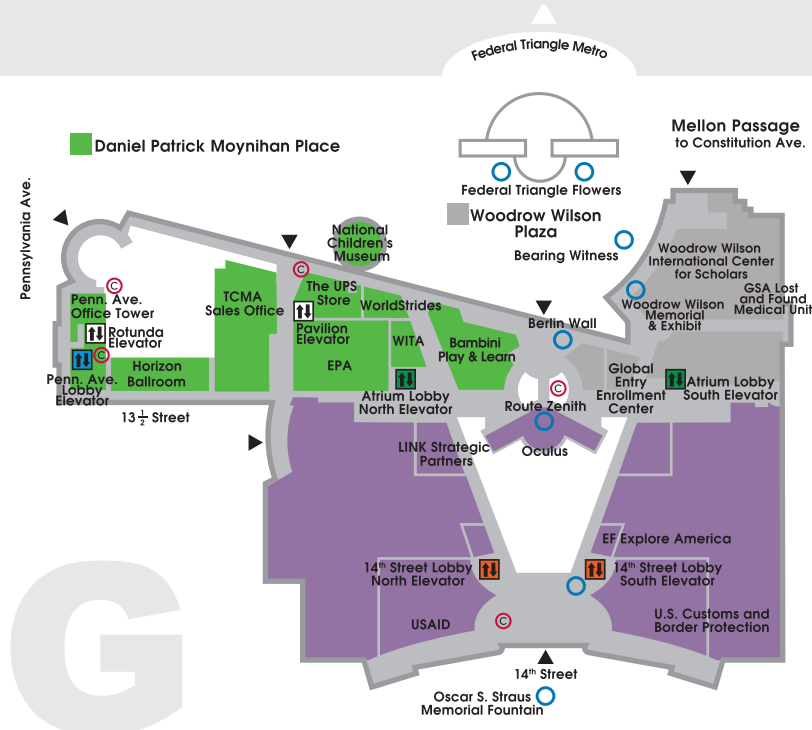 Federal Triangle Metro
Mellon Passage
to Constitution Ave.
Daniel Patrick Moynihan Place
Federal Triangle Flowers
Woodrow Wilson
Plaza
Pennsylvania Ave.
National
Children's
Museum
Bearing Witness
Woodrow Wilson
International Center
for Scholars
GSA Lost
and Found
Medical Unit
C
C
The UPS
Store
WorldStrides
Penn. Ave.
Office Tower
TCMA
Sales Office
Woodrow Wilson
Memorial
& Exhibit
Berlin Wall
Rotunda
Elevator
Pavilion
Elevator
WITA
Bambini
Play & Learn
C
Penn. Ave.
Lobby
Elevator
Horizon
Ballroom
EPA
Atrium Lobby
North Elevator
C
Route Zenith
Global
Entry
Enrollment
Center
Atrium Lobby
South Elevator
13 1/2 Street
LINK Strategic
Partners
Oculus
EF Explore America
14th Street Lobby
North Elevator
14th Street Lobby
South Elevator
USAID
C
U.S. Customs and
Border Protection
G
14th Street
Oscar S. Straus
Memorial Fountain